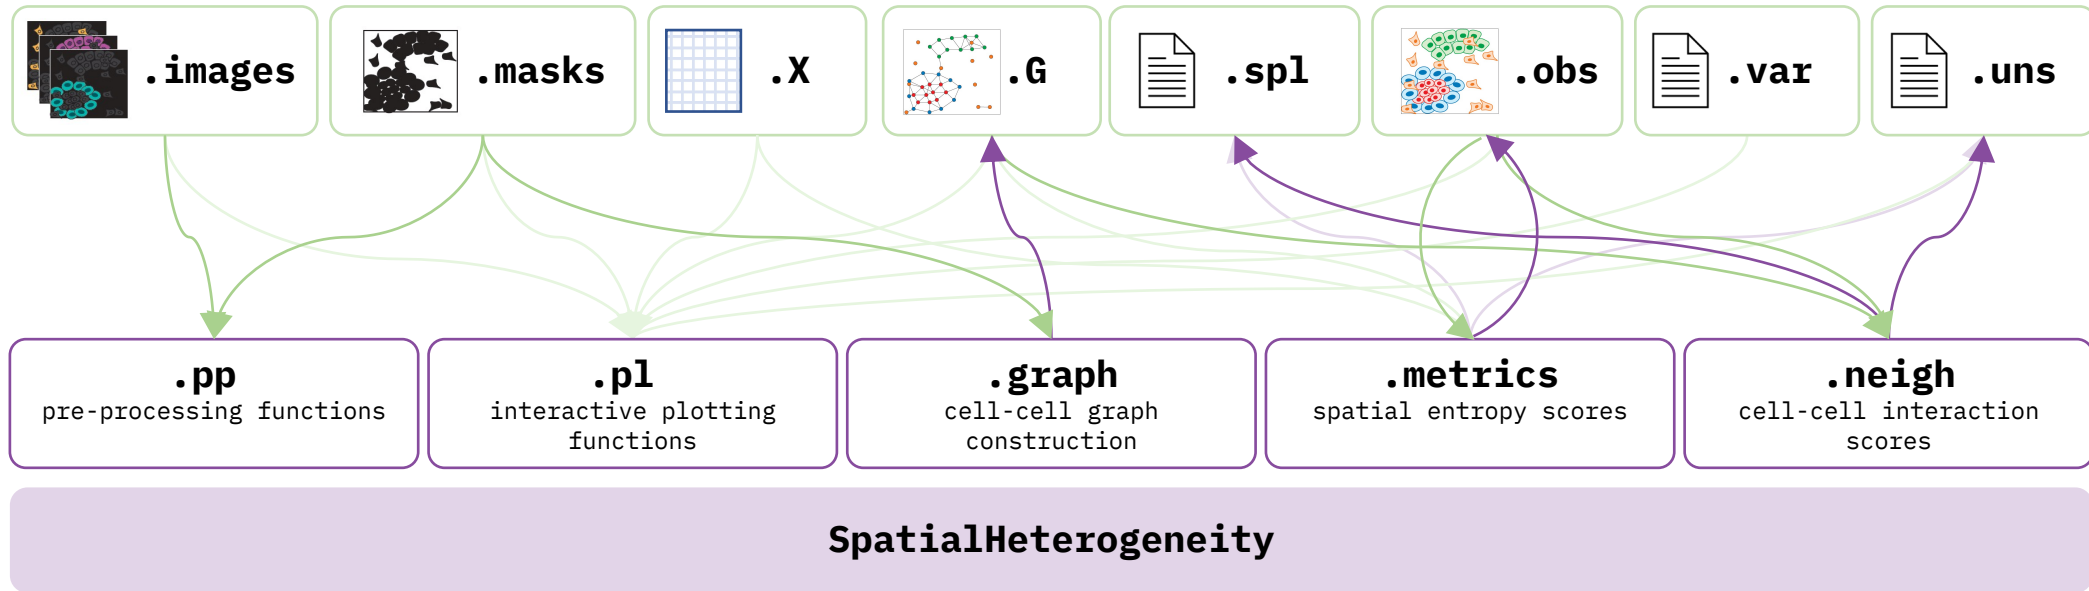 .images
.masks
.X
.G
.spl
.obs
.var
.uns
.pp
pre-processing functions
.pl
interactive plotting
functions
.graph
cell-cell graph
construction
.metrics
spatial entropy scores
.neigh
cell-cell interaction
scores
SpatialHeterogeneity